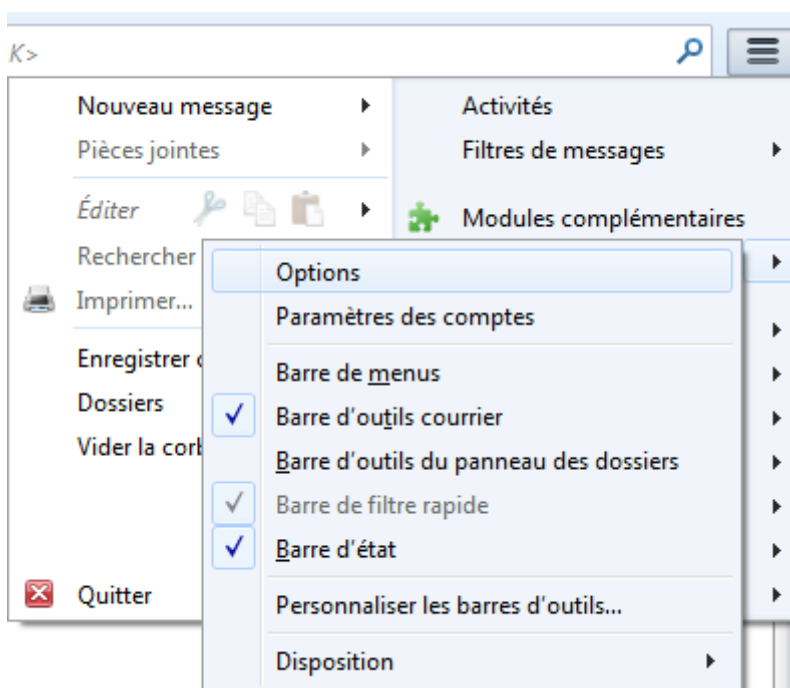 K>
Nouveau message
Activités
Pièces jointes
Filtres de messages
Éditer
Modules complémentaires
Rechercher
Options
Imprimer...
Paramètres des comptes
Enregistrer
Barre de menus
Dossiers
Barre d'outils courrier
Vider la
Barre d'outils du panneau des dossiers
Barre de filtre rapide
Barre d'état
Quitter
Personnaliser les barres d'outils...
Disposition